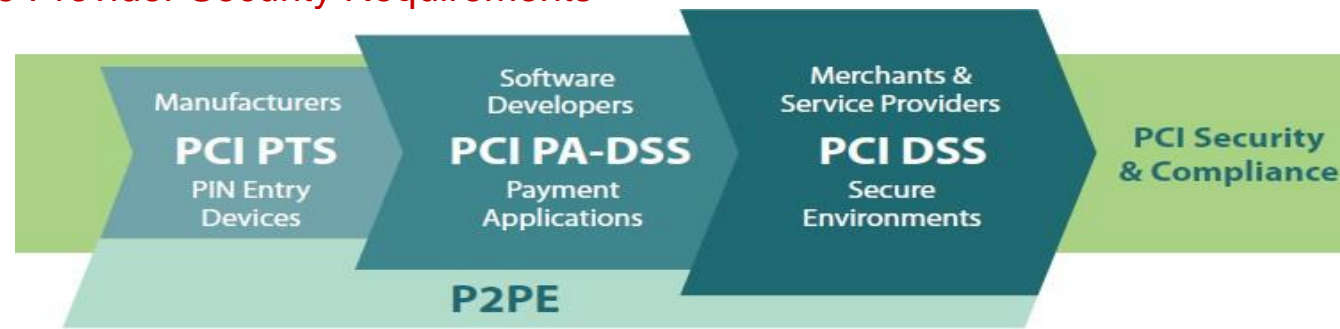 Provider Security Requirements
Manufacturers
PCI PTS
PIN Entry
Devices
Software
Developers
PCI PA-DSS
Payment
Applications
Merchants &
Service Providers
PCI DSS
Secure
Environments
PCI Security
& Compliance
P2PE